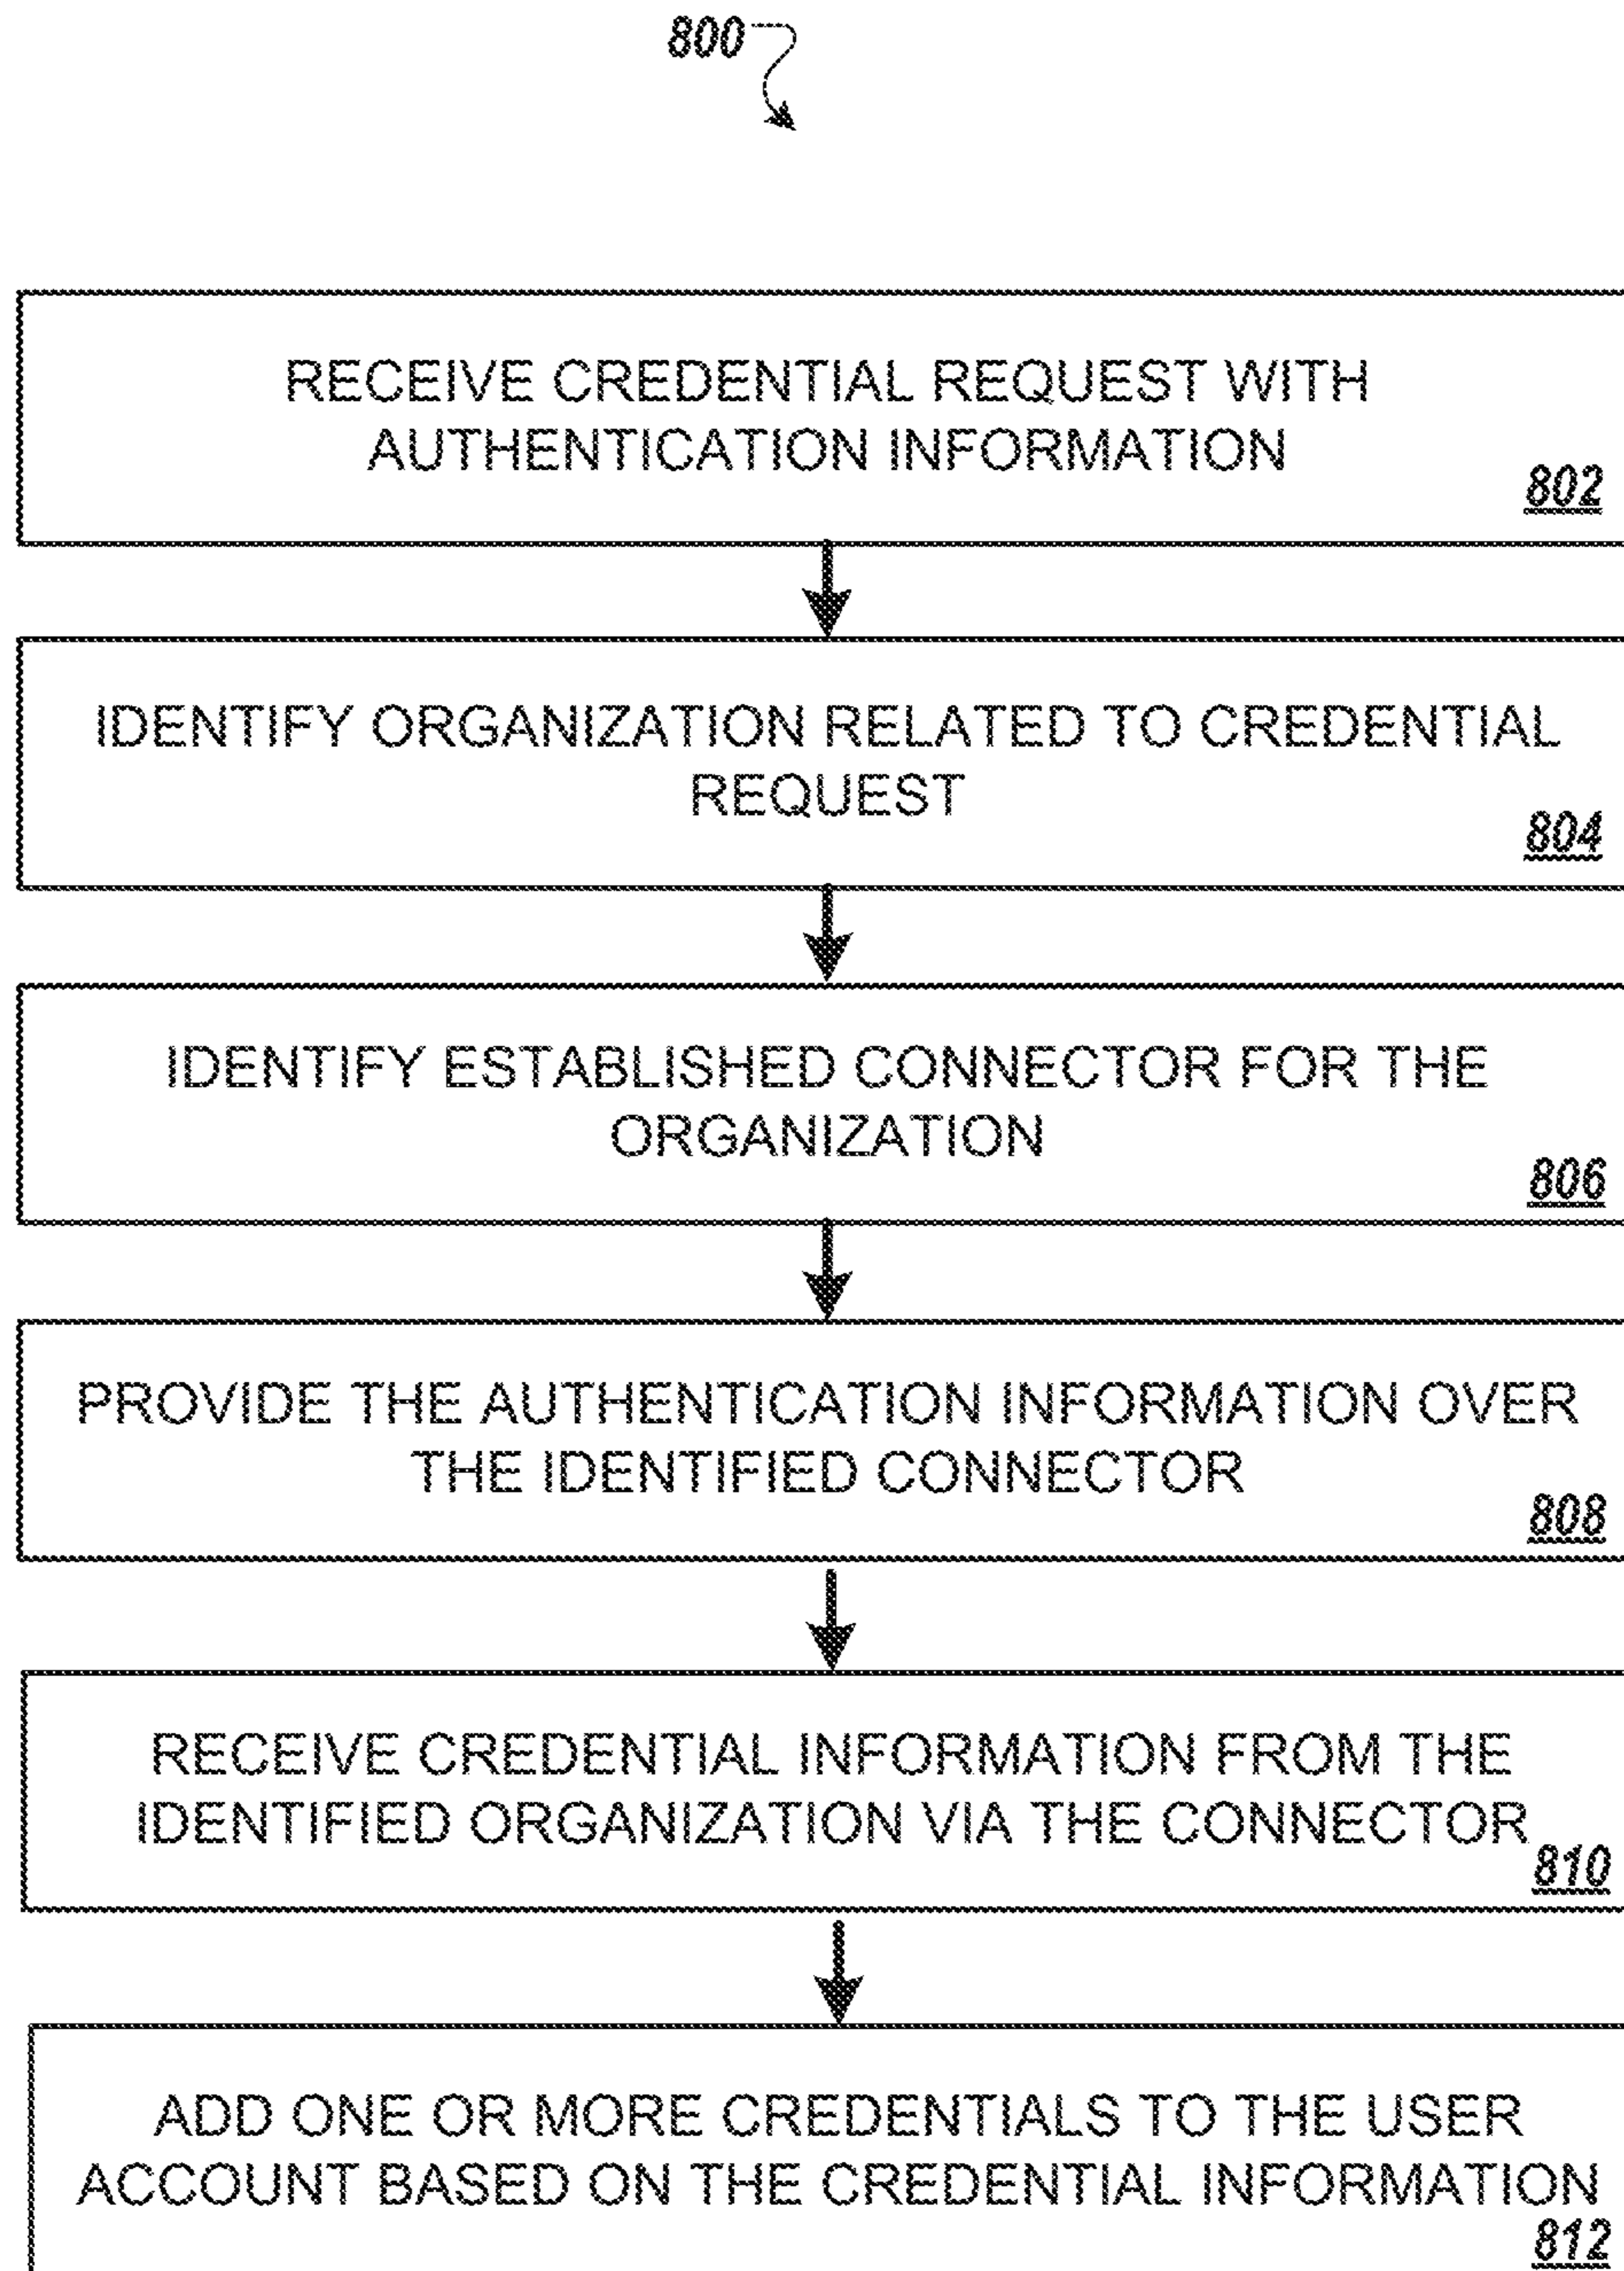 800
RECEIVE CREDENTIAL REQUEST WITH
AUTHENTICATION INFORMATION
802
IDENTIFY ORGANIZATION RELATED TO CREDENTIAL
REQUEST
804
IDENTIFY ESTABLISHED CONNECTOR FOR THE
ORGANIZATION
806
PROVIDE THE AUTHENTICATION INFORMATION OVER
THE IDENTIFIED CONNECTOR
808
RECEIVE CREDENTIAL INFORMATION FROM THE
IDENTIFIED ORGANIZATION VIA THE CONNECTOR
810
ADD ONE OR MORE CREDENTIALS TO THE USER
ACCOUNT BASED ON THE CREDENTIAL INFORMATION
812